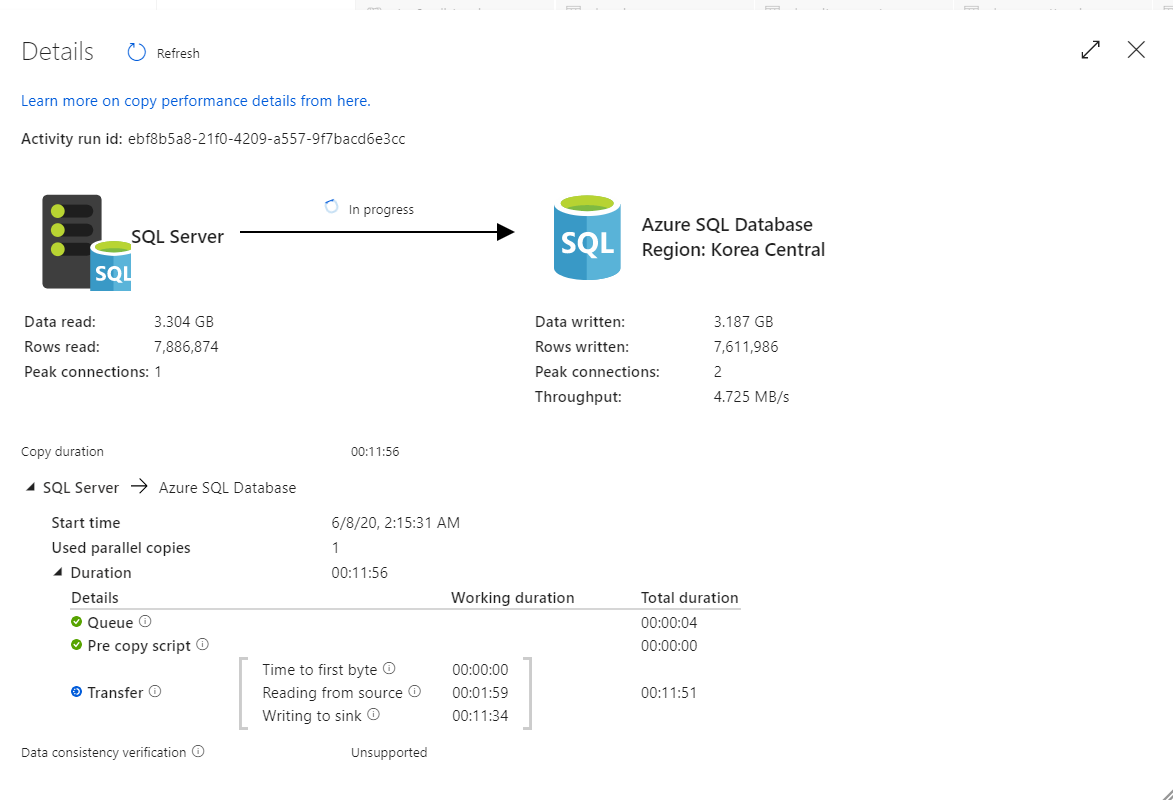 Details Refresh
Learn more on copy performance details from here.
Activity run id: ebf8b5a8-21f0-4209-a557-9f7bacd6e3cc
In progress
SQL Server
SQL
SQL
Azure SQL Database
Region: Korea Central
Data read: 3.304 GB
Rows read: 7,886,874
Peak connections: 1
Data written: 3.187 GB
Rows written: 7,611,986
Peak connections: 2
Throughput: 4.725 MB/s
Copy duration 00:11:56
SQL Server → Azure SQL Database
Start time 6/8/20, 2:15:31 AM
Used parallel copies 1
Duration 00:11:56
Details Working duration Total duration
Queue 00:00:04
Pre copy script 00:00:00
Transfer 00:11:51
Time to first byte 00:00:00
Reading from source 00:01:59
Writing to sink 00:11:34
Data consistency verification Unsupported